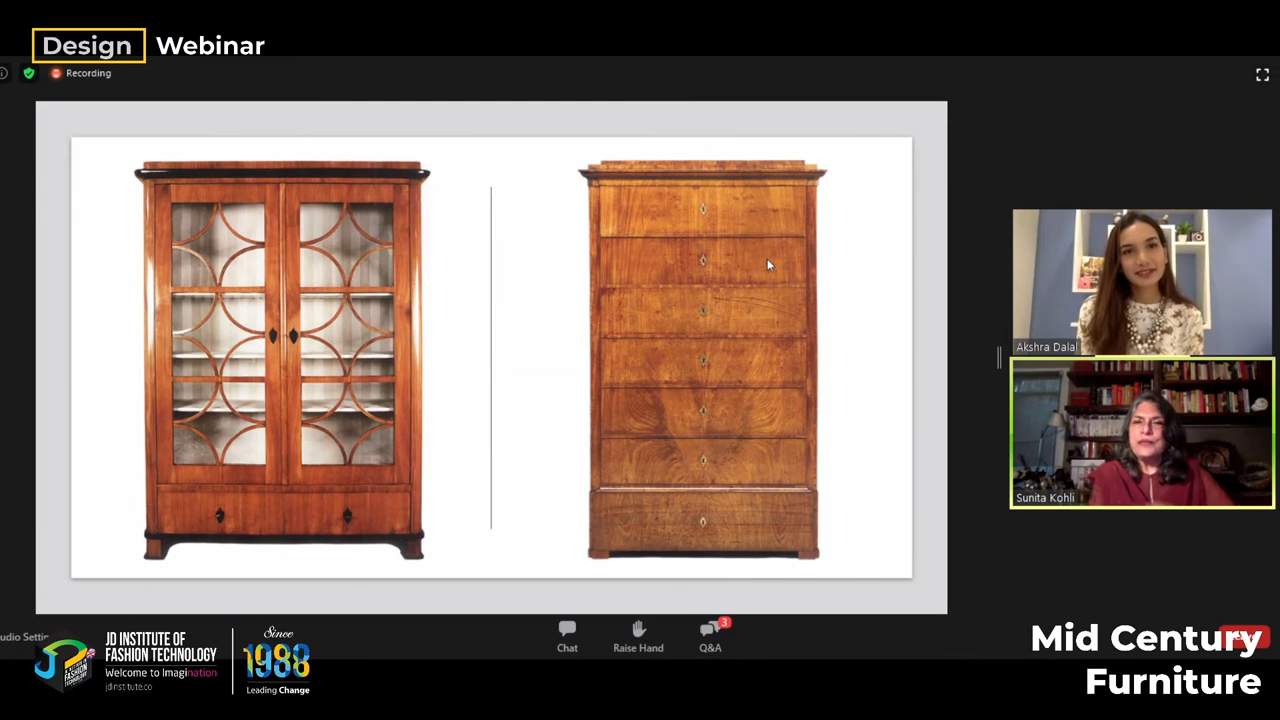 Design Webinar
Recording
Akshra Dalal
Sunita Kohli
Chat
Raise Hand
3
Q&A
JD INSTITUTE OF
FASHION TECHNOLOGY
Welcome to Imagination
jdinstitute.co
Since
1988
Leading Change
Mid Century
Furniture